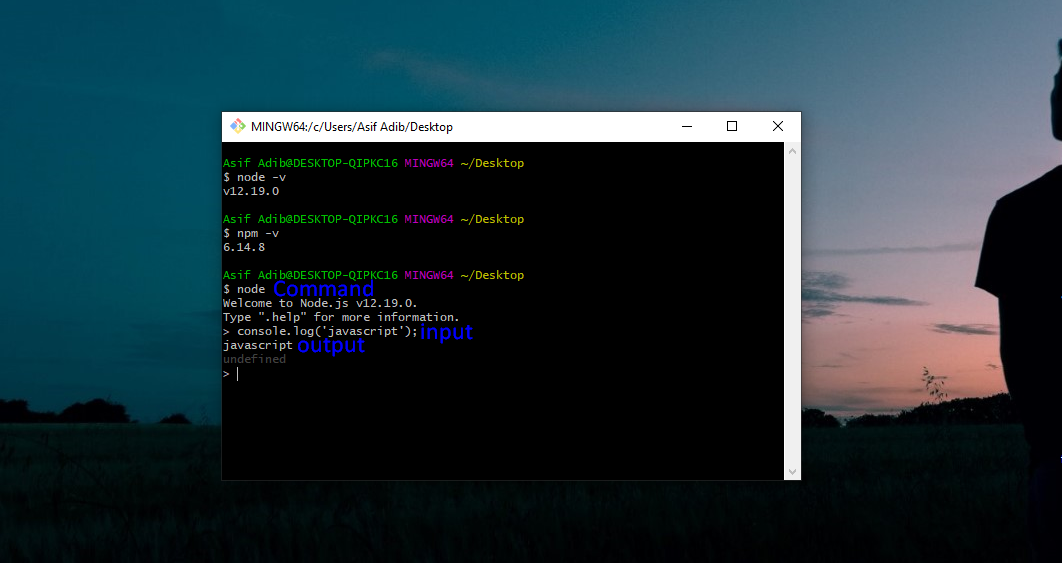 MINGW64:/c/Users/Asif Adib/Desktop
Asif Adib@DESKTOP-QIPKC16 MINGW64 ~/Desktop
$ node -v
v12.19.0
Asif Adib@DESKTOP-QIPKC16 MINGW64 ~/Desktop
$ npm -v
6.14.8
Asif Adib@DESKTOP-QIPKC16 MINGW64 ~/Desktop
$ node Command
Welcome to Node.js v12.19.0.
Type ".help" for more information.
> console.log('javascript'); input
javascript output
undefined
>